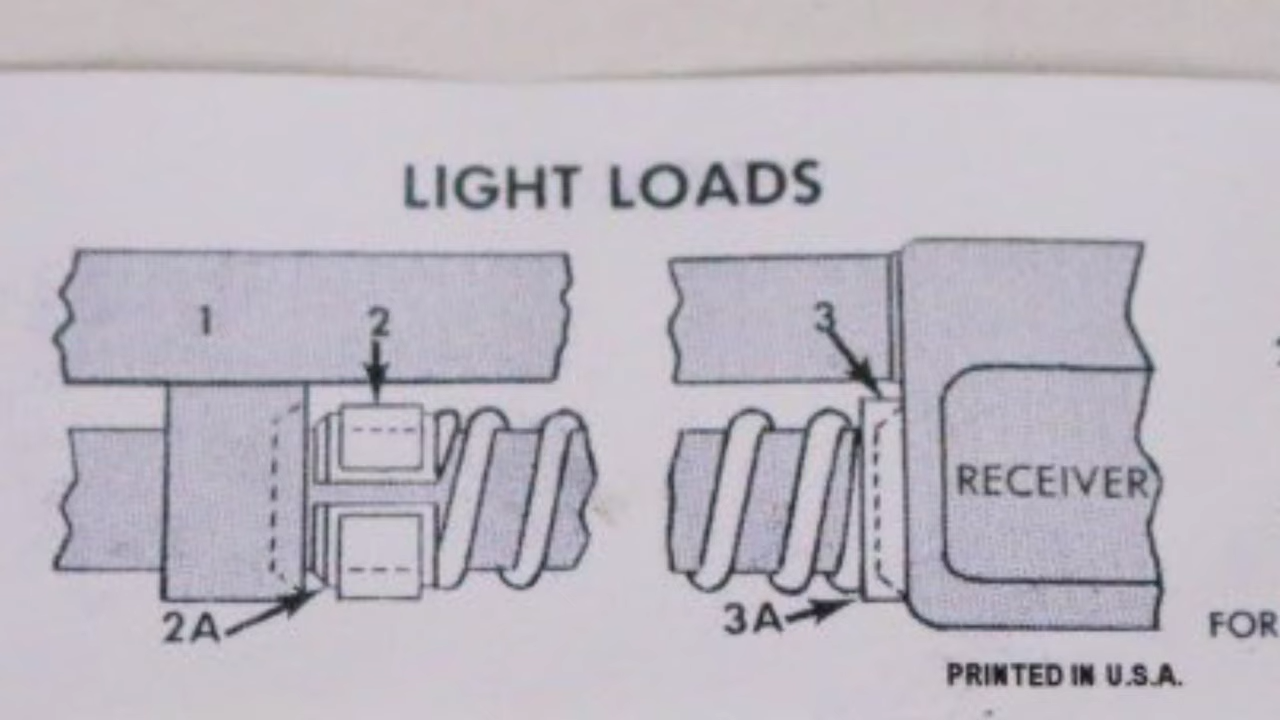 LIGHT LOADS
1
2
3
RECEIVER
2A
3A
FOR
PRINTED IN U.S.A.